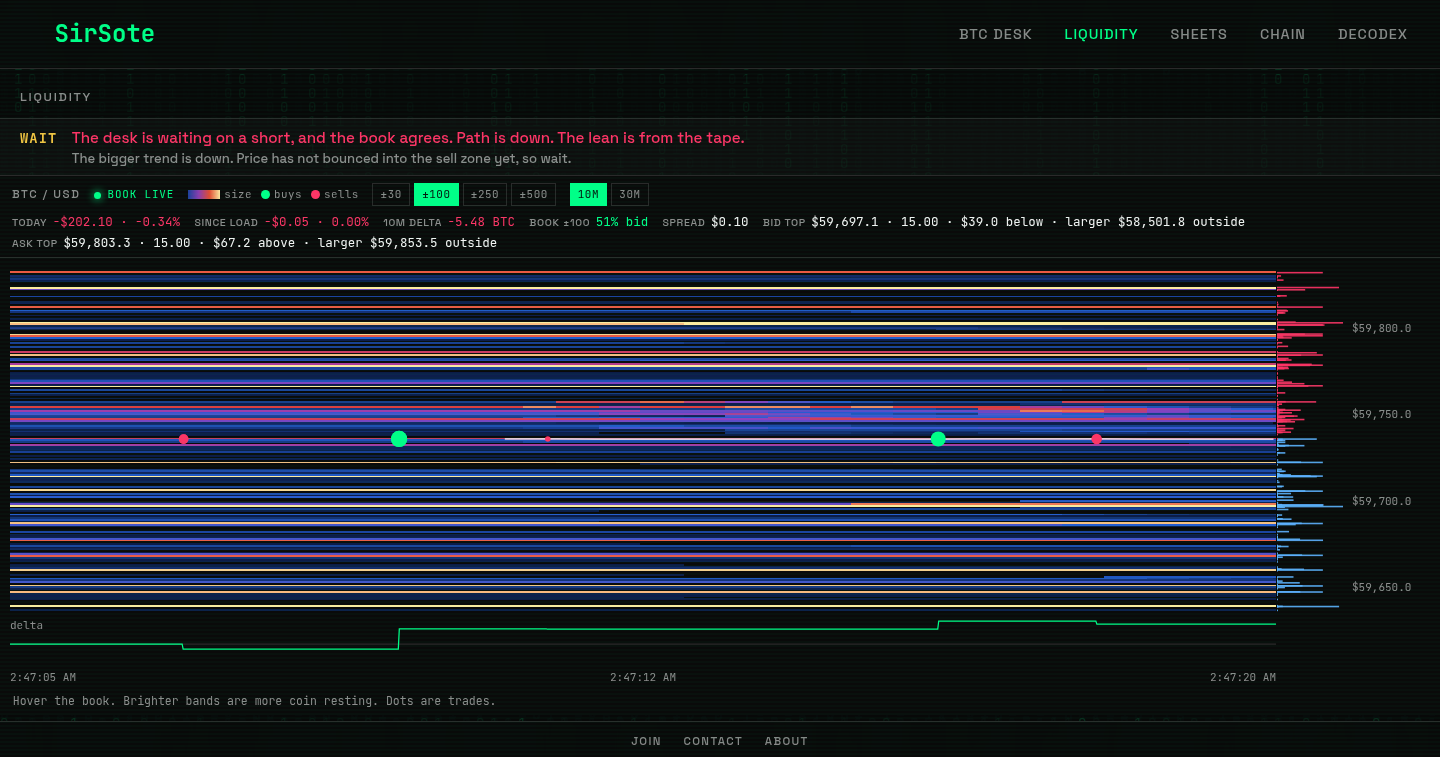 SirSote
BTC DESK LIQUIDITY SHEETS CHAIN DECODEX
LIQUIDITY
WAIT The desk is waiting on a short, and the book agrees. Path is down. The lean is from the tape.
The bigger trend is down. Price has not bounced into the sell zone yet, so wait.
BTC / USD BOOK LIVE size buys sells ±30 ±100 ±250 ±500 10M 30M
TODAY -$202.10 · -0.34% SINCE LOAD -$0.05 · 0.00% 10M DELTA -5.48 BTC BOOK ±100 51% bid SPREAD $0.10 BID TOP $59,697.1 · 15.00 · $39.0 below · larger $58,501.8 outside
ASK TOP $59,803.3 · 15.00 · $67.2 above · larger $59,853.5 outside
$59,800.0
$59,750.0
$59,700.0
$59,650.0
delta
2:47:05 AM 2:47:12 AM 2:47:20 AM
Hover the book. Brighter bands are more coin resting. Dots are trades.
JOIN CONTACT ABOUT